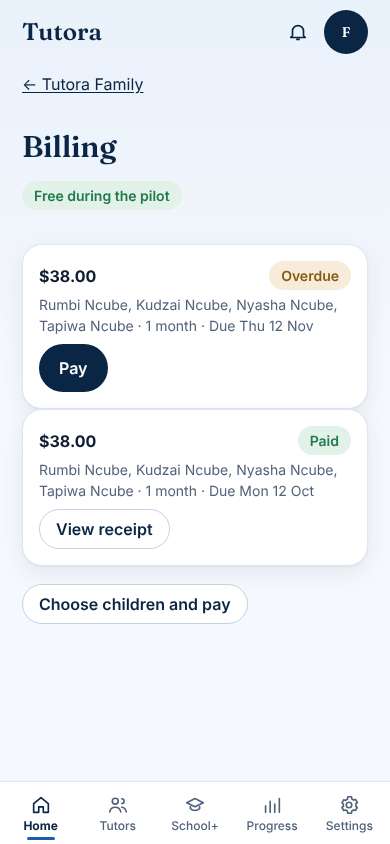 Tutora
F
← Tutora Family
Billing
Free during the pilot
$38.00
Overdue
Rumbi Ncube, Kudzai Ncube, Nyasha Ncube,
Tapiwa Ncube · 1 month · Due Thu 12 Nov
Pay
$38.00
Paid
Rumbi Ncube, Kudzai Ncube, Nyasha Ncube,
Tapiwa Ncube · 1 month · Due Mon 12 Oct
View receipt
Choose children and pay
Home
Tutors
School+
Progress
Settings